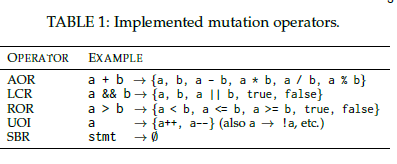 TABLE 1: Implemented mutation operators.
OPERATOR EXAMPLE
AOR a + b → {a, b, a - b, a * b, a / b, a % b}
LCR a && b → {a, b, a || b, true, false}
ROR a > b → {a < b, a <= b, a >= b, true, false}
UOI a → {a++, a--} (also a → !a, etc.)
SBR stmt → ∅